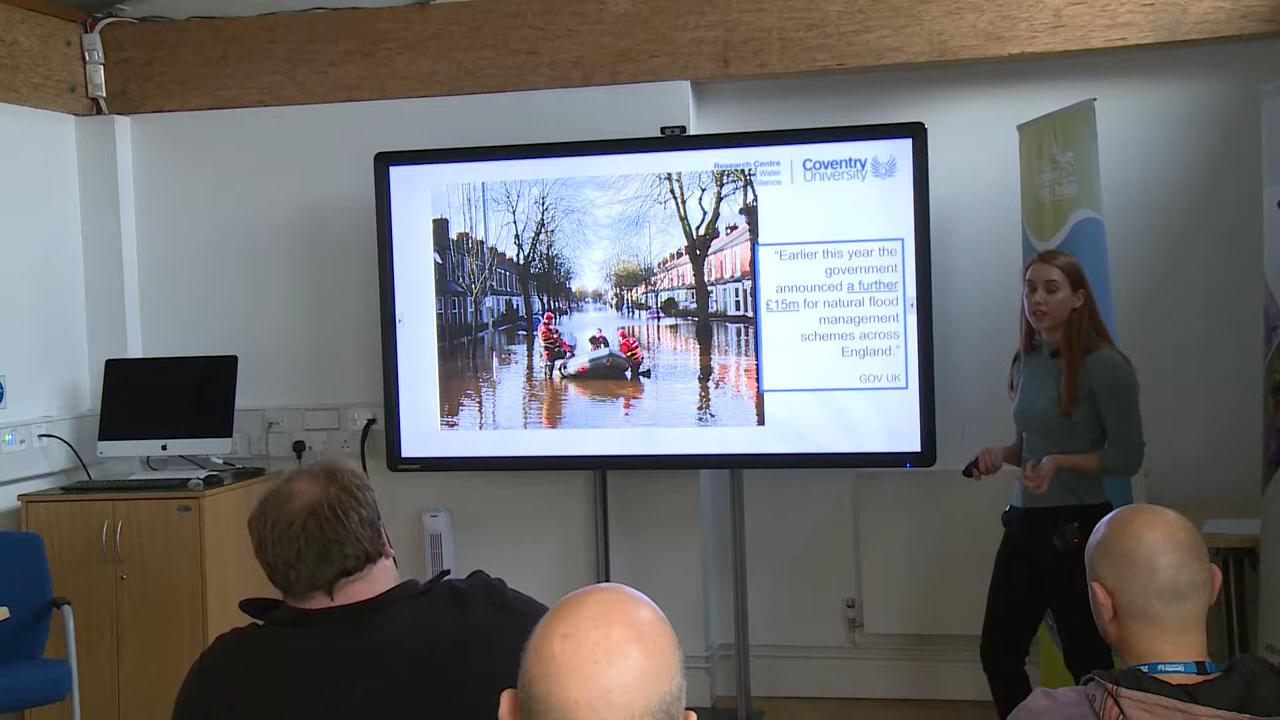 Research Centre
Water
Coventry
University
"Earlier this year the
government
announced a further
£15m for natural flood
management
schemes across
England."
GOV UK